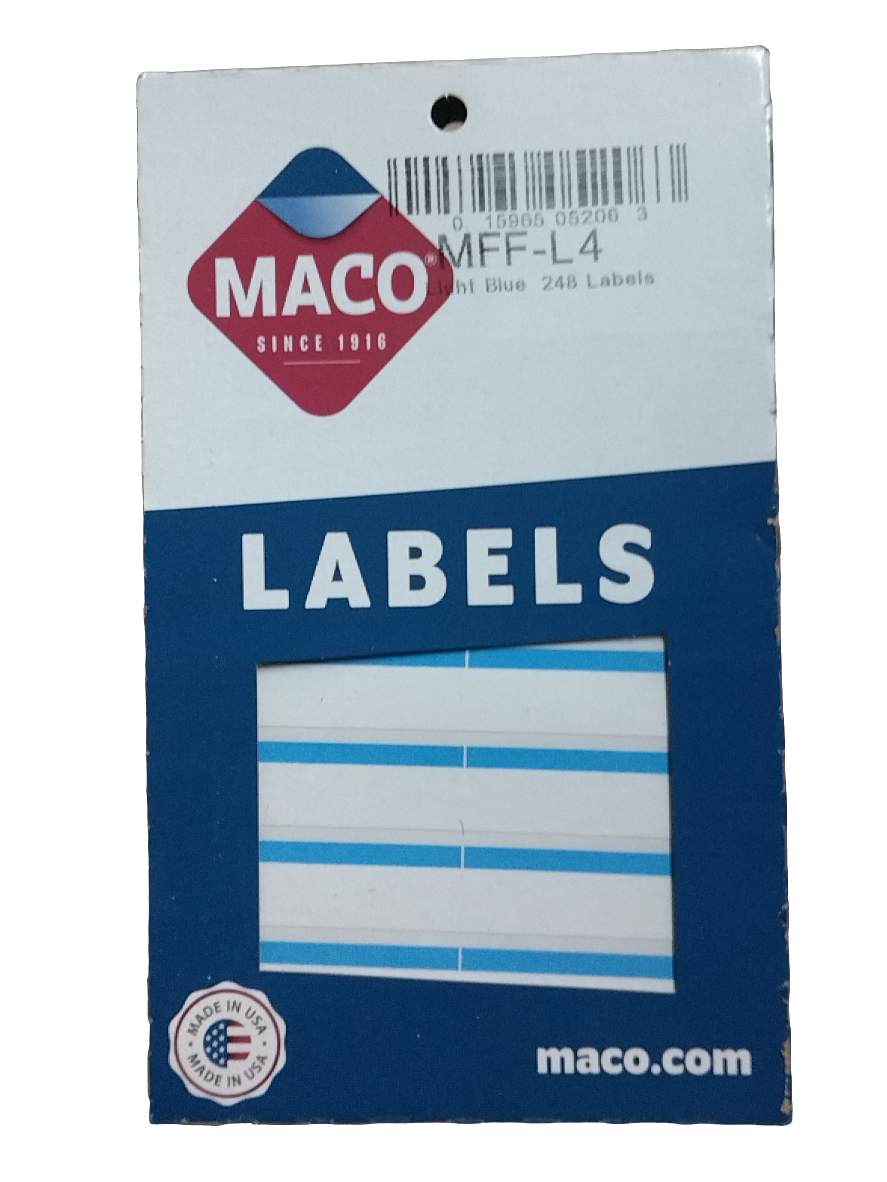 0 15965 05206 3
MFF-L4
Light Blue 248 Labels
MACO®
SINCE 1916
LABELS
MADE IN USA
MADE IN USA
maco.com